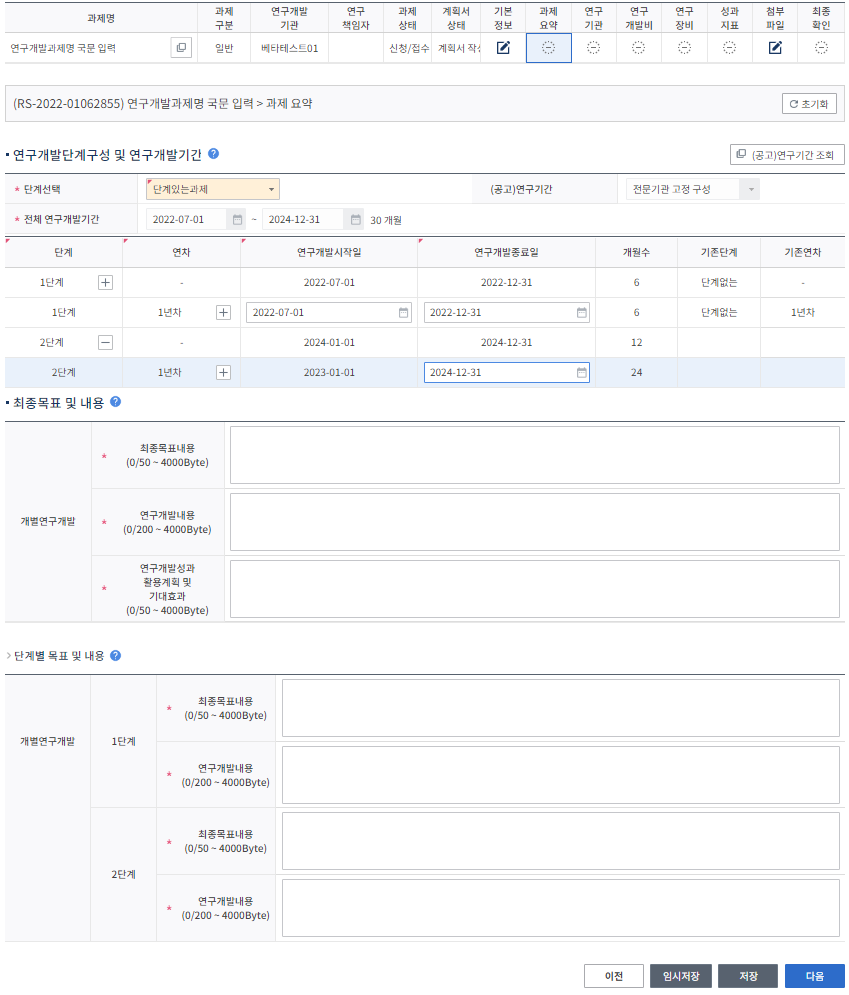 과제명 과제 구분 연구개발 기관 연구 책임자 과제 상태 계획서 상태 기본 정보 과제 요약 연구 기관 연구 개발비 연구 장비 성과 지표 첨부 파일 최종 확인
연구개발과제명 국문 입력 일반 베타테스트01 신청/접수 계획서 작성
(RS-2022-01062855) 연구개발과제명 국문 입력 > 과제 요약 초기화
연구개발단계구성 및 연구개발기간 ? (공고)연구기간 조회
* 단계선택 단계있는과제 (공고)연구기간 전문기관 고정 구성
* 전체 연구개발기간 2022-07-01 ~ 2024-12-31 30 개월
단계 연차 연구개발시작일 연구개발종료일 개월수 기존단계 기존연차
1단계 - 2022-07-01 2022-12-31 6 단계없는 -
1단계 1년차 2022-07-01 2022-12-31 6 단계없는 1년차
2단계 - 2024-01-01 2024-12-31 12
2단계 1년차 2023-01-01 2024-12-31 24
최종목표 및 내용 ?
개별연구개발
* 최종목표내용
(0/50 ~ 4000Byte)
* 연구개발내용
(0/200 ~ 4000Byte)
* 연구개발성과
활용계획 및
기대효과
(0/50 ~ 4000Byte)
> 단계별 목표 및 내용 ?
개별연구개발
1단계
* 최종목표내용
(0/50 ~ 4000Byte)
* 연구개발내용
(0/200 ~ 4000Byte)
2단계
* 최종목표내용
(0/50 ~ 4000Byte)
* 연구개발내용
(0/200 ~ 4000Byte)
이전 임시저장 저장 다음